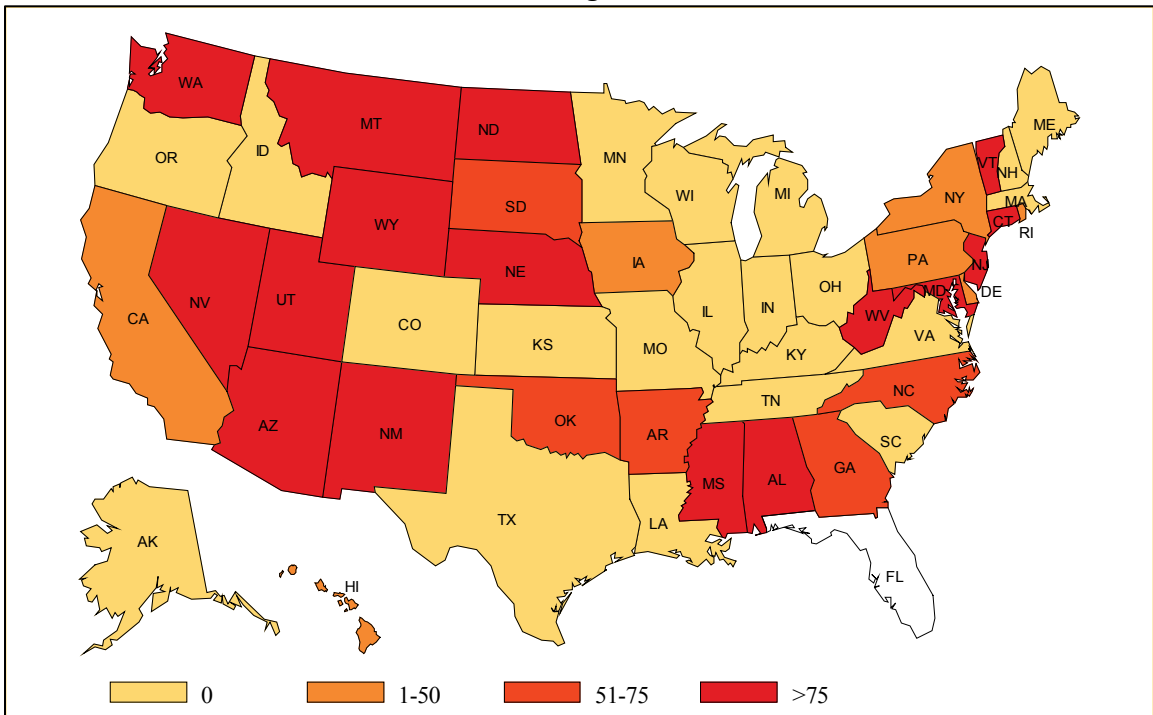 WA
MT
ND
MN
ME
OR
ID
VT
NH
WI
MI
NY
MA
SD
CT
RI
WY
IA
PA
NE
NJ
OH
MD
DE
NV
UT
IL
IN
WV
CA
CO
VA
KS
MO
KY
NC
TN
OK
AZ
NM
AR
SC
GA
MS
AL
TX
LA
AK
FL
HI
0
1-50
51-75
>75